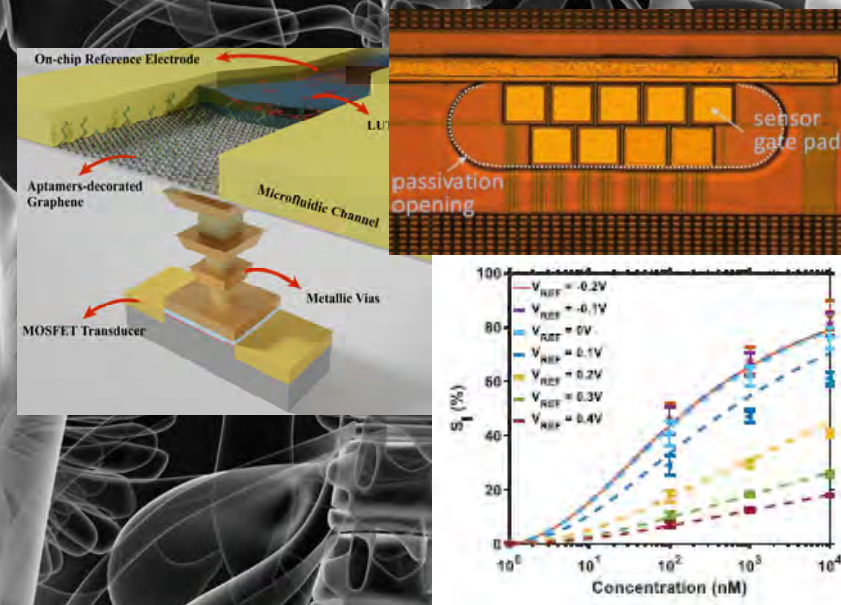 On-chip Reference Electrode
LUT
Aptamers-decorated
Graphene
Microfluidic Channel
Metallic Vias
MOSFET Transducer
sensor
gate pad
passivation
opening
100
80
60
40
20
0
S_I (%)
V_REF = -0.2V
V_REF = -0.1V
V_REF = 0V
V_REF = 0.1V
V_REF = 0.2V
V_REF = 0.3V
V_REF = 0.4V
10^0 10^1 10^2 10^3 10^4
Concentration (nM)